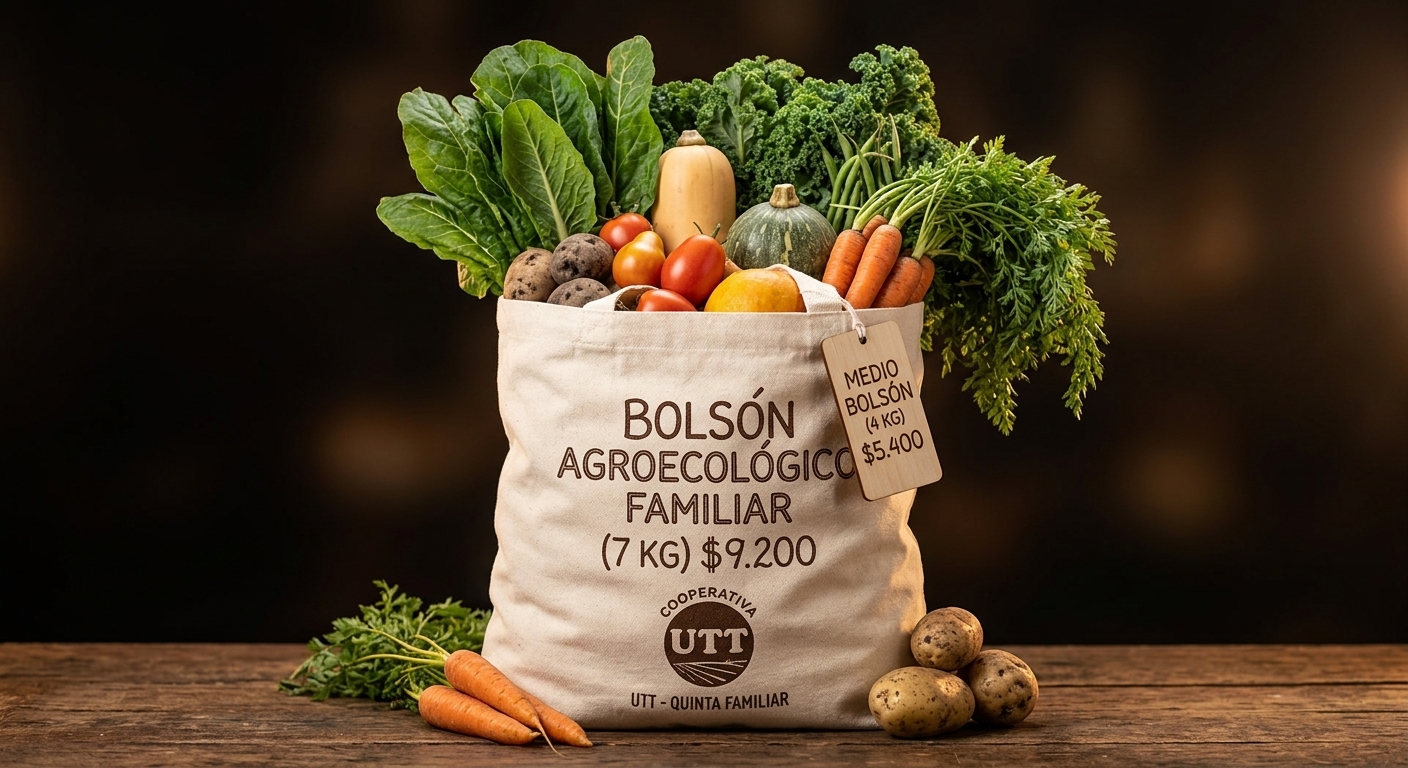 BOLSÓN
AGROECOLÓGICO
FAMILIAR
(7 KG) $9.200
COOPERATIVA
UTT
UTT - QUINTA FAMILIAR
MEDIO
BOLSÓN
(4 KG)
$5.400